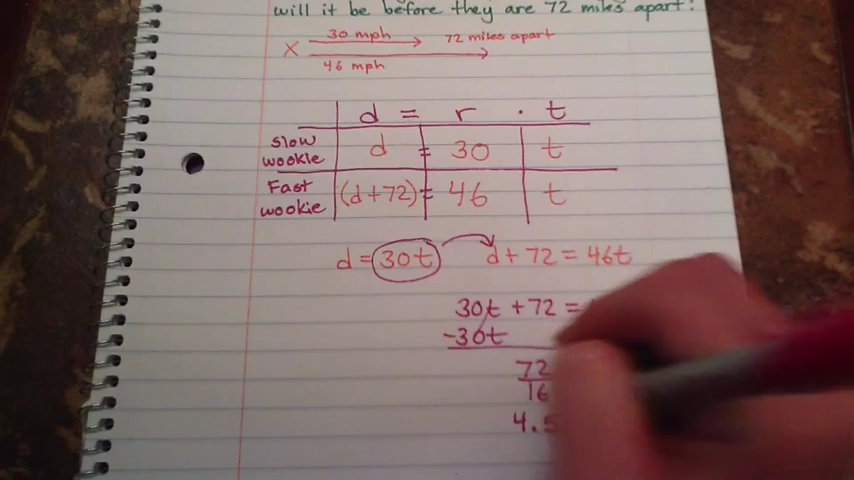 will it be before they are 72 miles apart?
30 mph
X 72 miles apart
46 mph
d = r · t
slow wookie d = 30 t
Fast wookie (d+72) = 46 t
d = 30t d + 72 = 46t
30t + 72 =
-30t
72
16
4.5